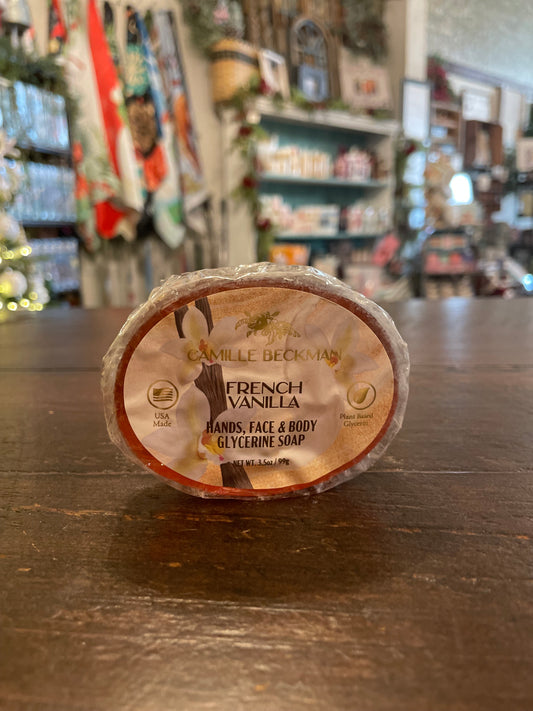 CAMILLE BECKMAN
FRENCH
VANILLA
USA
Made
Plant Based
Glycerin
HANDS, FACE & BODY
GLYCERINE SOAP
NET WT. 3.5oz / 99g